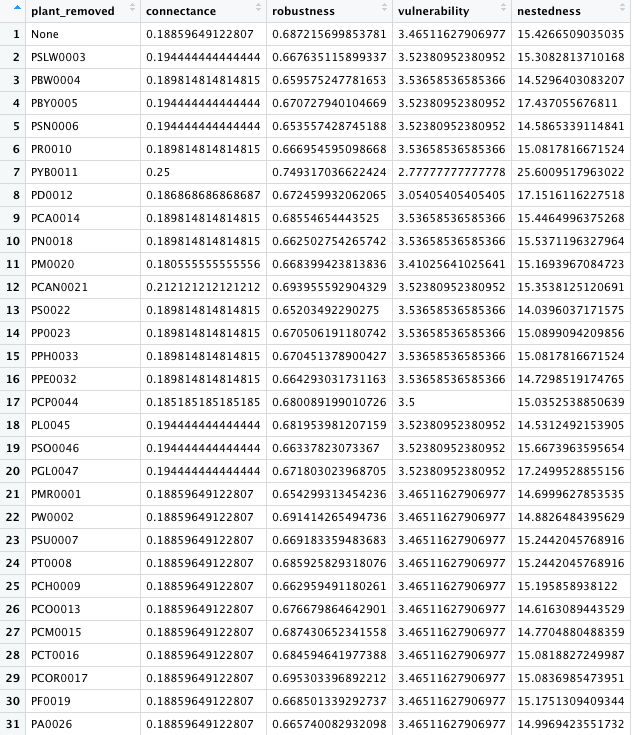 plant_removed connectance robustness vulnerability nestedness
1 None 0.18859649122807 0.687215699853781 3.46511627906977 15.4266509035035
2 PSLW0003 0.194444444444444 0.667635115899337 3.52380952380952 15.3082813710168
3 PBW0004 0.189814814814815 0.659575247781653 3.53658536585366 14.5296403083207
4 PBY0005 0.194444444444444 0.670727940104669 3.52380952380952 17.437055676811
5 PSN0006 0.194444444444444 0.653557428745188 3.52380952380952 14.5865339114841
6 PR0010 0.189814814814815 0.666954595098668 3.53658536585366 15.0817816671524
7 PYB0011 0.25 0.749317036622424 2.77777777777778 25.6009517963022
8 PD0012 0.186868686868687 0.672459932062065 3.05405405405405 17.1516116227518
9 PCA0014 0.189814814814815 0.68554654443525 3.53658536585366 15.4464996375268
10 PN0018 0.189814814814815 0.662502754265742 3.53658536585366 15.5371196327964
11 PM0020 0.180555555555556 0.668399423813836 3.41025641025641 15.1693967084723
12 PCAN0021 0.212121212121212 0.693955592904329 3.52380952380952 15.3538125120691
13 PS0022 0.189814814814815 0.65203492290275 3.53658536585366 14.0396037171575
14 PP0023 0.189814814814815 0.670506191180742 3.53658536585366 15.0899094209856
15 PPH0033 0.189814814814815 0.670451378900427 3.53658536585366 15.0817816671524
16 PPE0032 0.189814814814815 0.664293031731163 3.53658536585366 14.7298519174765
17 PCP0044 0.185185185185185 0.680089199010726 3.5 15.0352538850639
18 PL0045 0.194444444444444 0.681953981207159 3.52380952380952 14.5312492153905
19 PSO0046 0.194444444444444 0.66337823073367 3.52380952380952 15.6673963595654
20 PGL0047 0.194444444444444 0.671803023968705 3.52380952380952 17.2499528855156
21 PMR0001 0.18859649122807 0.654299313454236 3.46511627906977 14.6999627853535
22 PW0002 0.18859649122807 0.691414265494736 3.46511627906977 14.8826484395629
23 PSU0007 0.18859649122807 0.669183359483683 3.46511627906977 15.2442045768916
24 PT0008 0.18859649122807 0.685925829318076 3.46511627906977 15.2442045768916
25 PCH0009 0.18859649122807 0.662959491180261 3.46511627906977 15.195858938122
26 PCO0013 0.18859649122807 0.676679864642901 3.46511627906977 14.6163089443529
27 PCM0015 0.18859649122807 0.687430652341558 3.46511627906977 14.7704880488359
28 PCT0016 0.18859649122807 0.684594641977388 3.46511627906977 15.0818827249987
29 PCOR0017 0.18859649122807 0.695303396892212 3.46511627906977 15.0836985473951
30 PF0019 0.18859649122807 0.668501339292737 3.46511627906977 15.1751309409344
31 PA0026 0.18859649122807 0.665740082932098 3.46511627906977 14.9969423551732